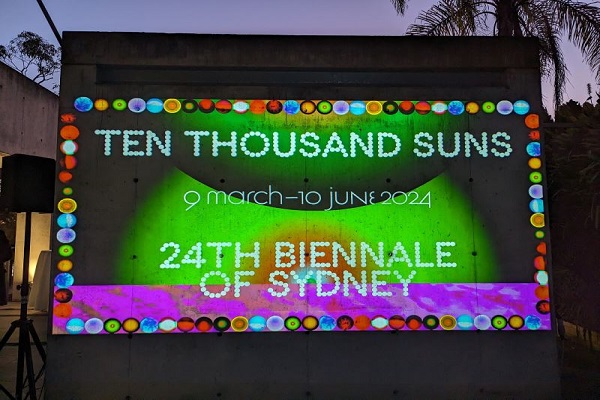 TEN THOUSAND SUNS
9 march–10 june 2024
24TH BIENNALE
OF SYDNEY